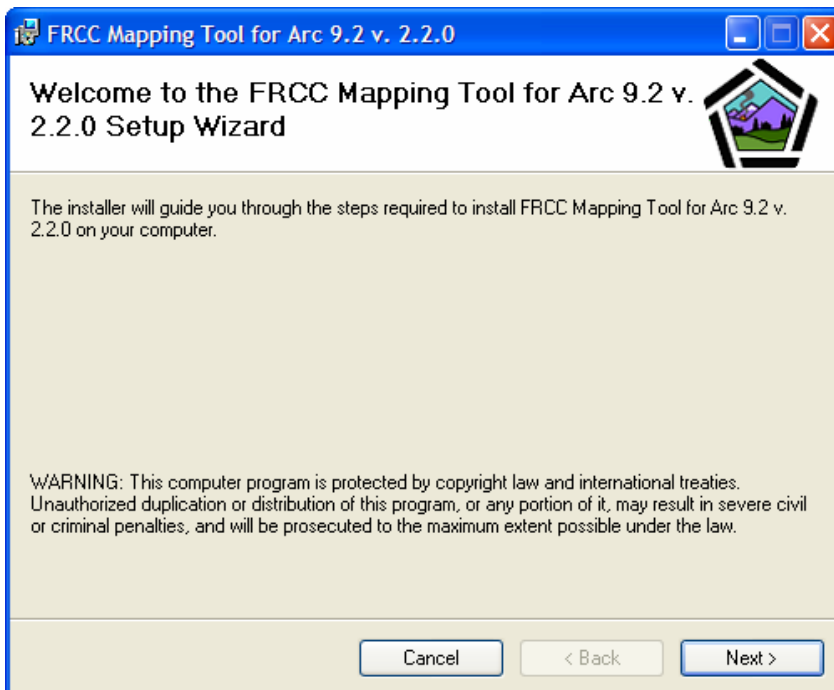 FRCC Mapping Tool for Arc 9.2 v. 2.2.0
Welcome to the FRCC Mapping Tool for Arc 9.2 v.
2.2.0 Setup Wizard
The installer will guide you through the steps required to install FRCC Mapping Tool for Arc 9.2 v.
2.2.0 on your computer.
WARNING: This computer program is protected by copyright law and international treaties.
Unauthorized duplication or distribution of this program, or any portion of it, may result in severe civil
or criminal penalties, and will be prosecuted to the maximum extent possible under the law.
Cancel
< Back
Next >